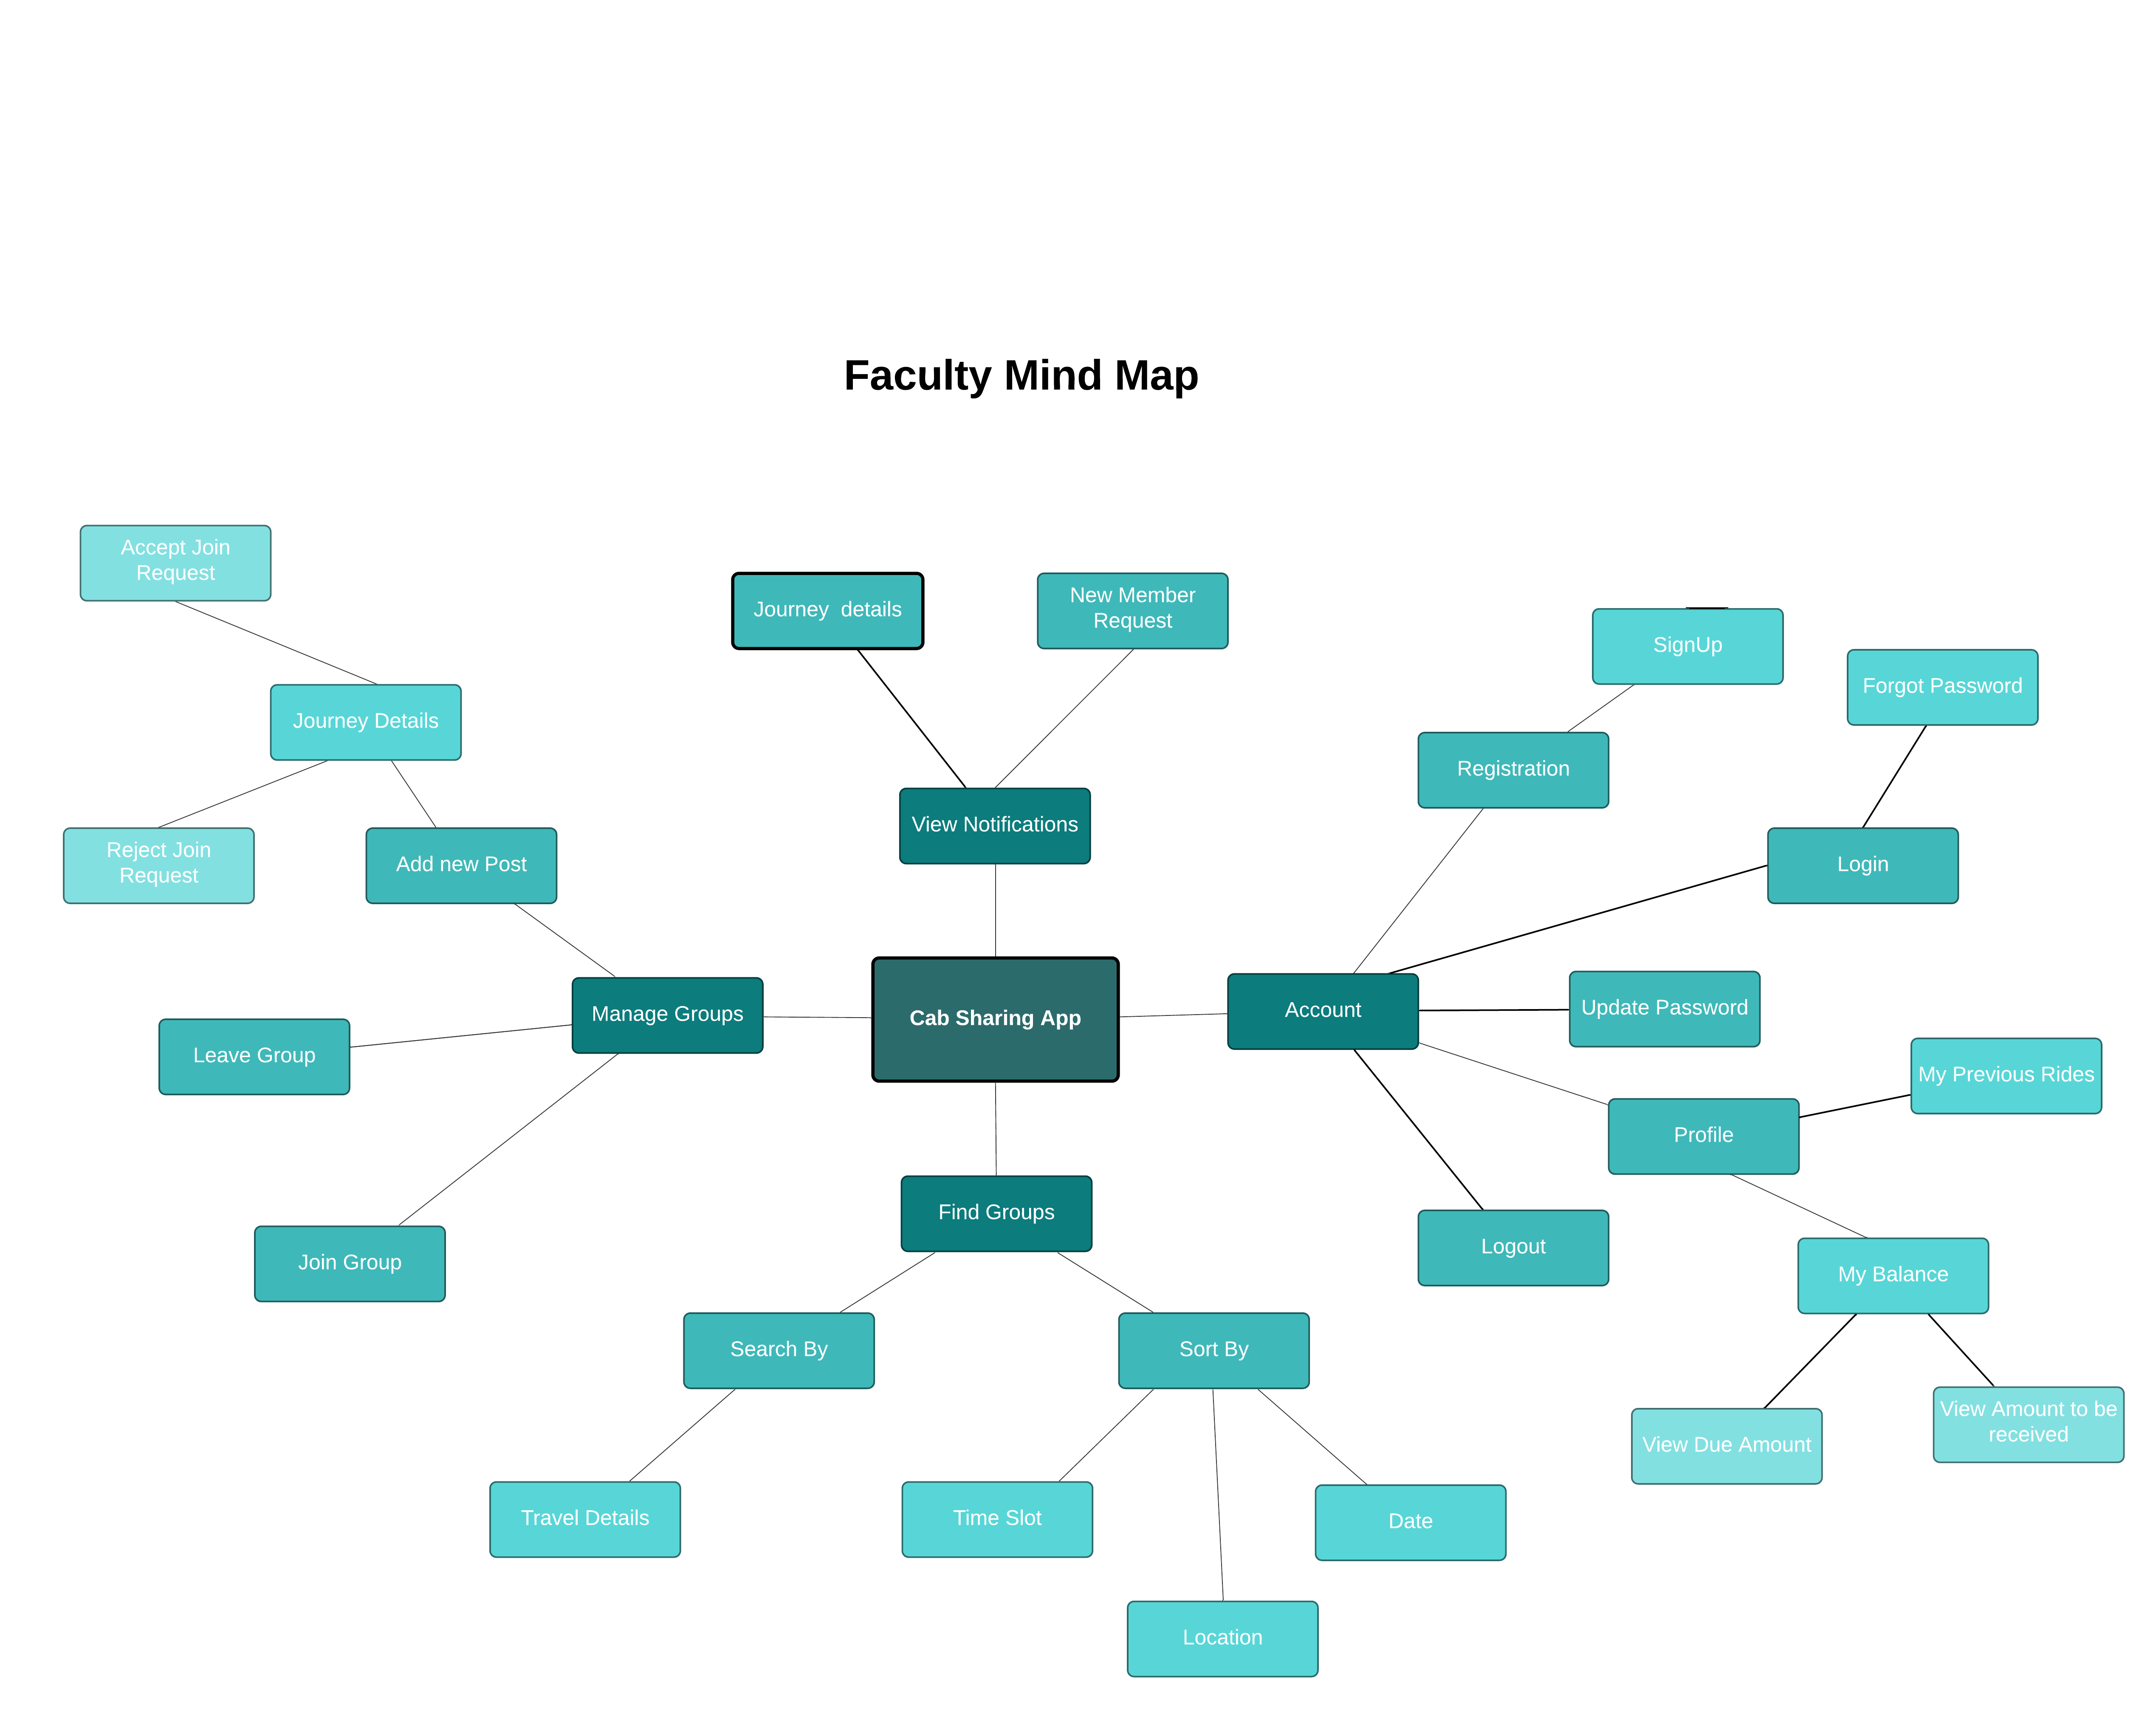 Faculty Mind Map
Accept Join
Request
Journey  details
New Member
Request
SignUp
Forgot Password
Journey Details
Registration
View Notifications
Reject Join
Request
Add new Post
Login
Manage Groups
Cab Sharing App
Account
Update Password
Leave Group
My Previous Rides
Profile
Find Groups
Logout
Join Group
My Balance
Search By
Sort By
View Amount to be
received
View Due Amount
Travel Details
Time Slot
Date
Location